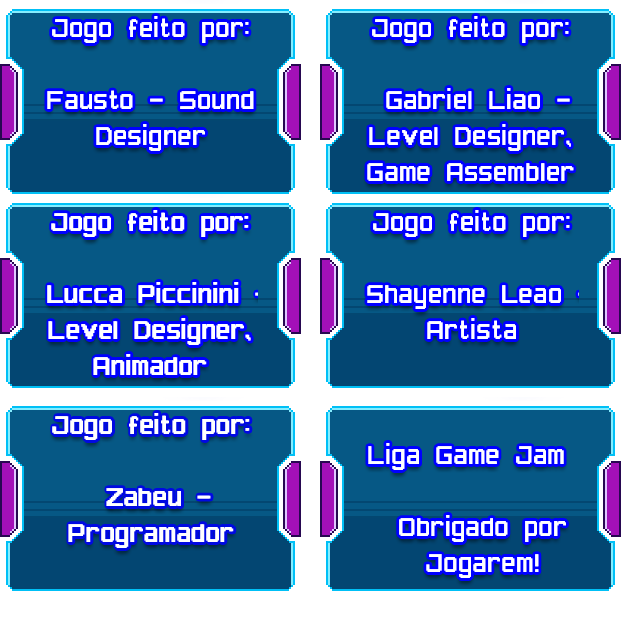 Jogo feito por:
Fausto - Sound
Designer
Jogo feito por:
Gabriel Liao -
Level Designer,
Game Assembler
Jogo feito por:
Lucca Piccinini -
Level Designer,
Animador
Jogo feito por:
Shayenne Leao -
Artista
Jogo feito por:
Zabeu -
Programador
Liga Game Jam
Obrigado por
Jogarem!